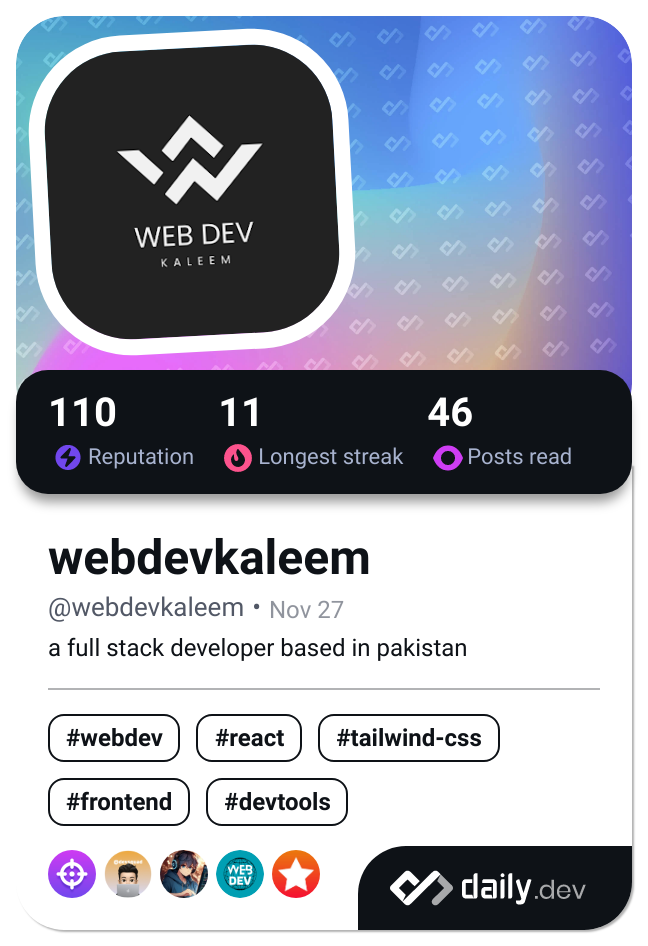 WEB DEV
KALEEM
110 11 46
Reputation Longest streak Posts read
webdevkaleem
@webdevkaleem • Nov 27
a full stack developer based in pakistan
#webdev #react #tailwind-css
#frontend #devtools
WEB
DEV
daily.dev